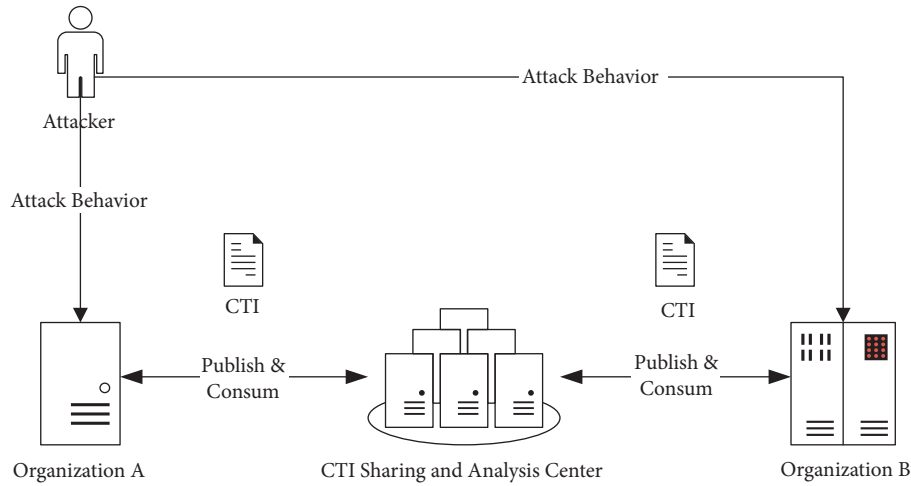 Attack Behavior
Attacker
Attack Behavior
CTI
CTI
Publish &
Consum
Publish &
Consum
Organization A
CTI Sharing and Analysis Center
Organization B